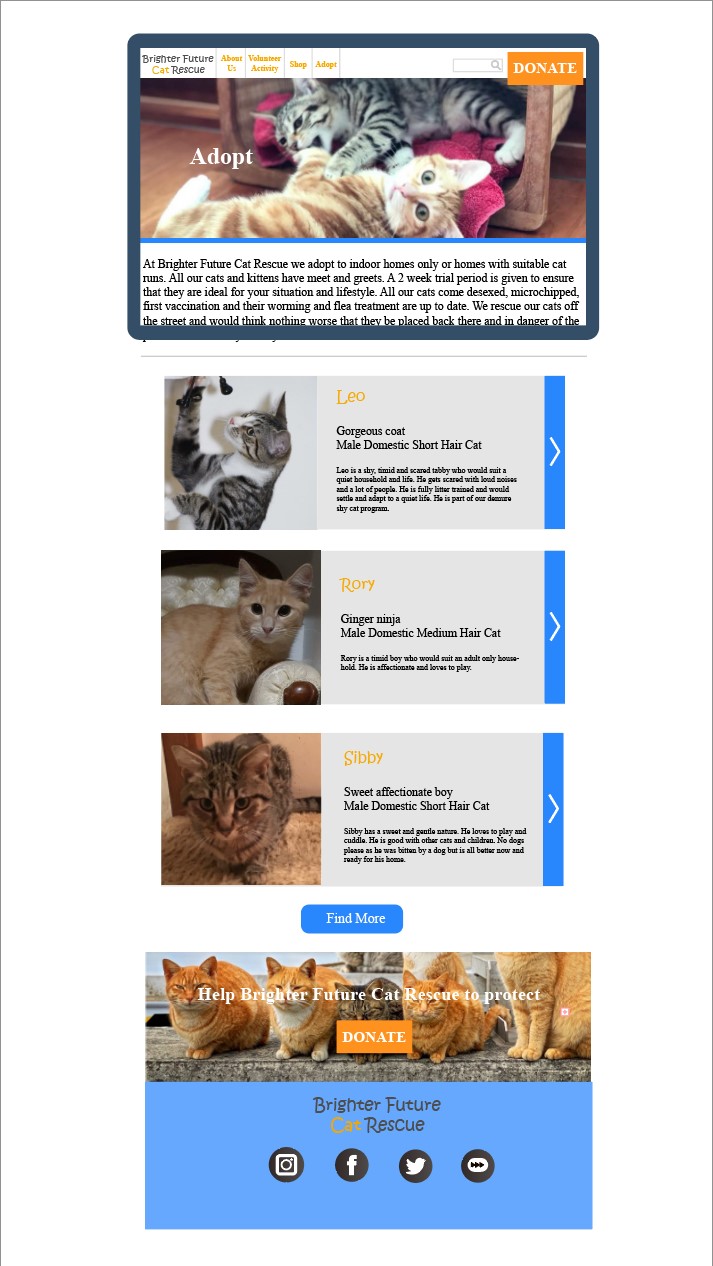 Brighter Future
Cat Rescue
About
Us
Volunteer
Activity
Shop
Adopt
DONATE
Adopt
At Brighter Future Cat Rescue we adopt to indoor homes only or homes with suitable cat
runs. All our cats and kittens have meet and greets. A 2 week trial period is given to ensure
that they are ideal for your situation and lifestyle. All our cats come desexed, microchipped,
first vaccination and their worming and flea treatment are up to date. We rescue our cats off
the street and would think nothing worse that they be placed back there and in danger of the
Leo
Gorgeous coat
Male Domestic Short Hair Cat
Leo is a shy, timid and scared tabby who would suit a
quiet household and life. He gets scared with loud noises
and a lot of people. He is fully litter trained and would
settle and adapt to a quiet life. He is part of our demure
shy cat program.
Rory
Ginger ninja
Male Domestic Medium Hair Cat
Rory is a timid boy who would suit an adult only house-
hold. He is affectionate and loves to play.
Sibby
Sweet affectionate boy
Male Domestic Short Hair Cat
Sibby has a sweet and gentle nature. He loves to play and
cuddle. He is good with other cats and children. No dogs
please as he was bitten by a dog but is all better now and
ready for his home.
Find More
Help Brighter Future Cat Rescue to protect
DONATE
Brighter Future
Cat Rescue